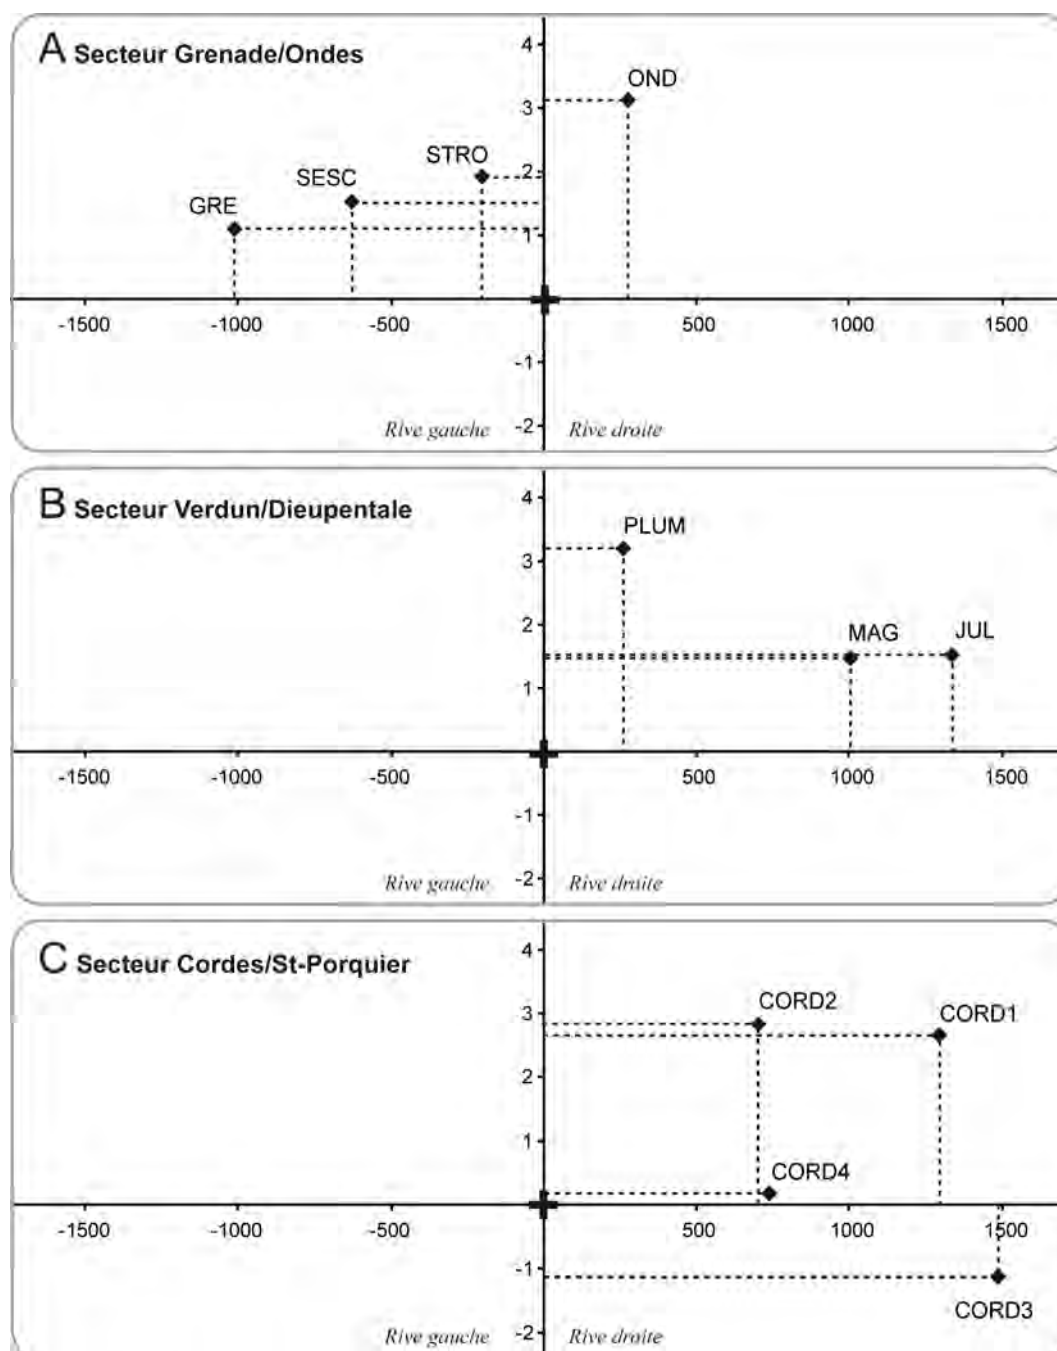 A Secteur Grenade/Ondes
4
OND
3
STRO
2
SESC
GRE
1
-1500 -1000 -500 500 1000 1500
-1
Rive gauche -2 Rive droite
B Secteur Verdun/Dieupentale
4
PLUM
3
2
MAG JUL
1
-1500 -1000 -500 500 1000 1500
-1
Rive gauche -2 Rive droite
C Secteur Cordes/St-Porquier
4
CORD2
3 CORD1
2
1
CORD4
-1500 -1000 -500 500 1000 1500
-1
CORD3
Rive gauche -2 Rive droite